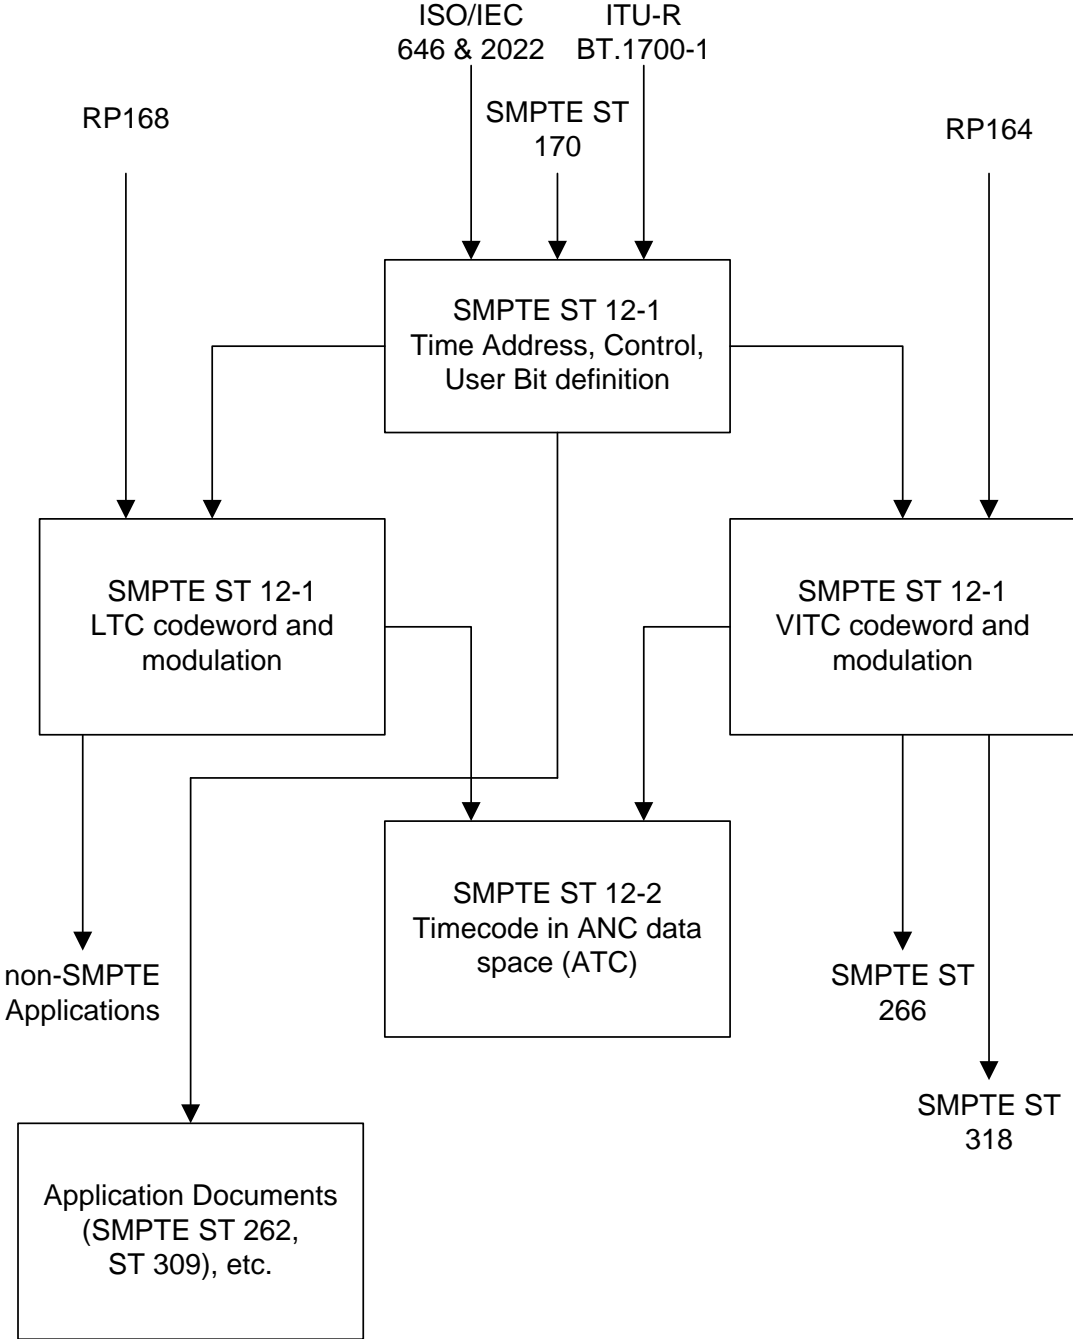 ISO/IEC
646 & 2022
ITU-R
BT.1700-1
RP168
SMPTE ST
170
RP164
SMPTE ST 12-1
Time Address, Control,
User Bit definition
SMPTE ST 12-1
LTC codeword and
modulation
SMPTE ST 12-1
VITC codeword and
modulation
SMPTE ST 12-2
Timecode in ANC data
space (ATC)
non-SMPTE
Applications
SMPTE ST
266
SMPTE ST
318
Application Documents
(SMPTE ST 262,
ST 309), etc.